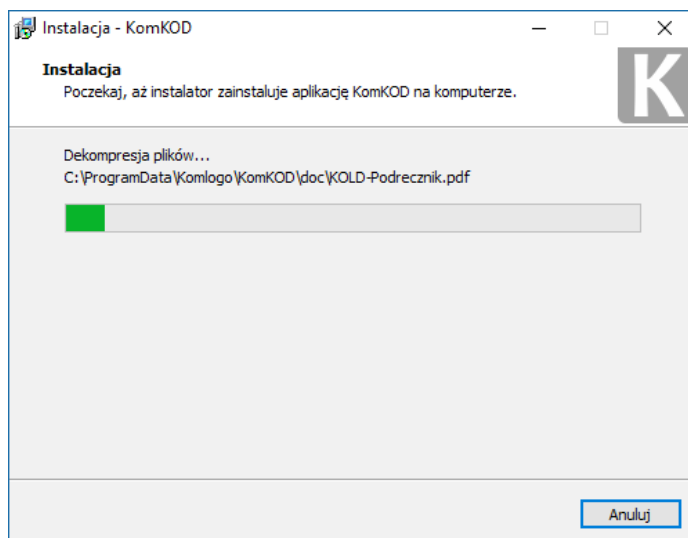 Instalacja - KomKOD
Instalacja
Poczekaj, aż instalator zainstaluje aplikację KomKOD na komputerze.
K
Dekompresja plików...
C:\ProgramData\Komlogo\KomKOD\doc\KOLD-Podrecznik.pdf
Anuluj